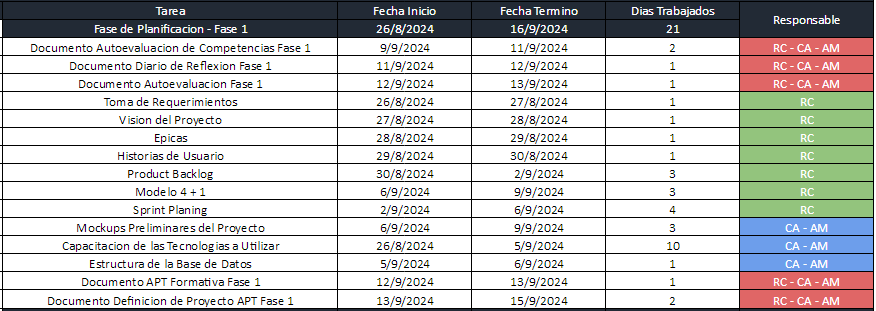 Tarea Fecha Inicio Fecha Termino Dias Trabajados Responsable
Fase de Planificacion - Fase 1 26/8/2024 16/9/2024 21
Documento Autoevaluacion de Competencias Fase 1 9/9/2024 11/9/2024 2 RC - CA - AM
Documento Diario de Reflexion Fase 1 11/9/2024 12/9/2024 1 RC - CA - AM
Documento Autoevaluacion Fase 1 12/9/2024 13/9/2024 1 RC - CA - AM
Toma de Requerimientos 26/8/2024 27/8/2024 1 RC
Vision del Proyecto 27/8/2024 28/8/2024 1 RC
Epicas 28/8/2024 29/8/2024 1 RC
Historias de Usuario 29/8/2024 30/8/2024 1 RC
Product Backlog 30/8/2024 2/9/2024 3 RC
Modelo 4 + 1 6/9/2024 9/9/2024 3 RC
Sprint Planing 2/9/2024 6/9/2024 4 RC
Mockups Preliminares del Proyecto 6/9/2024 9/9/2024 3 CA - AM
Capacitacion de las Tecnologias a Utilizar 26/8/2024 5/9/2024 10 CA - AM
Estructura de la Base de Datos 5/9/2024 6/9/2024 1 CA - AM
Documento APT Formativa Fase 1 12/9/2024 13/9/2024 1 RC - CA - AM
Documento Definicion de Proyecto APT Fase 1 13/9/2024 15/9/2024 2 RC - CA - AM